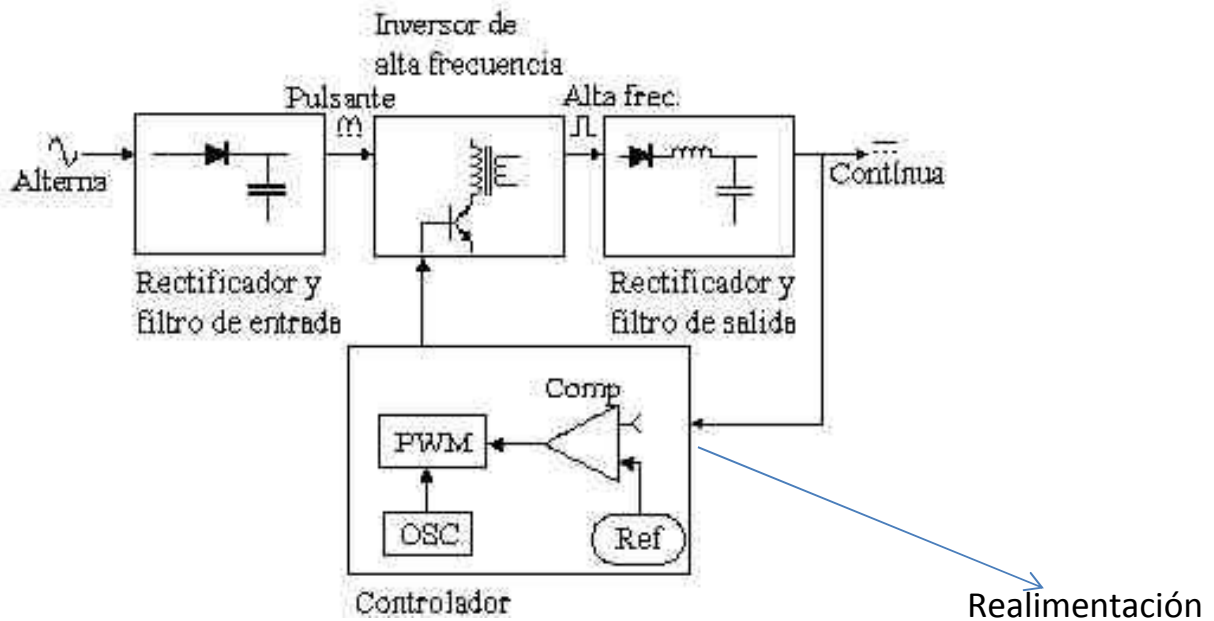 Inversor de
alta frecuencia
Pulsante
Alta frec.
Alterna
Contínua
Rectificador y
filtro de entrada
Rectificador y
filtro de salida
Comp
PWM
OSC
Ref
Controlador
Realimentación